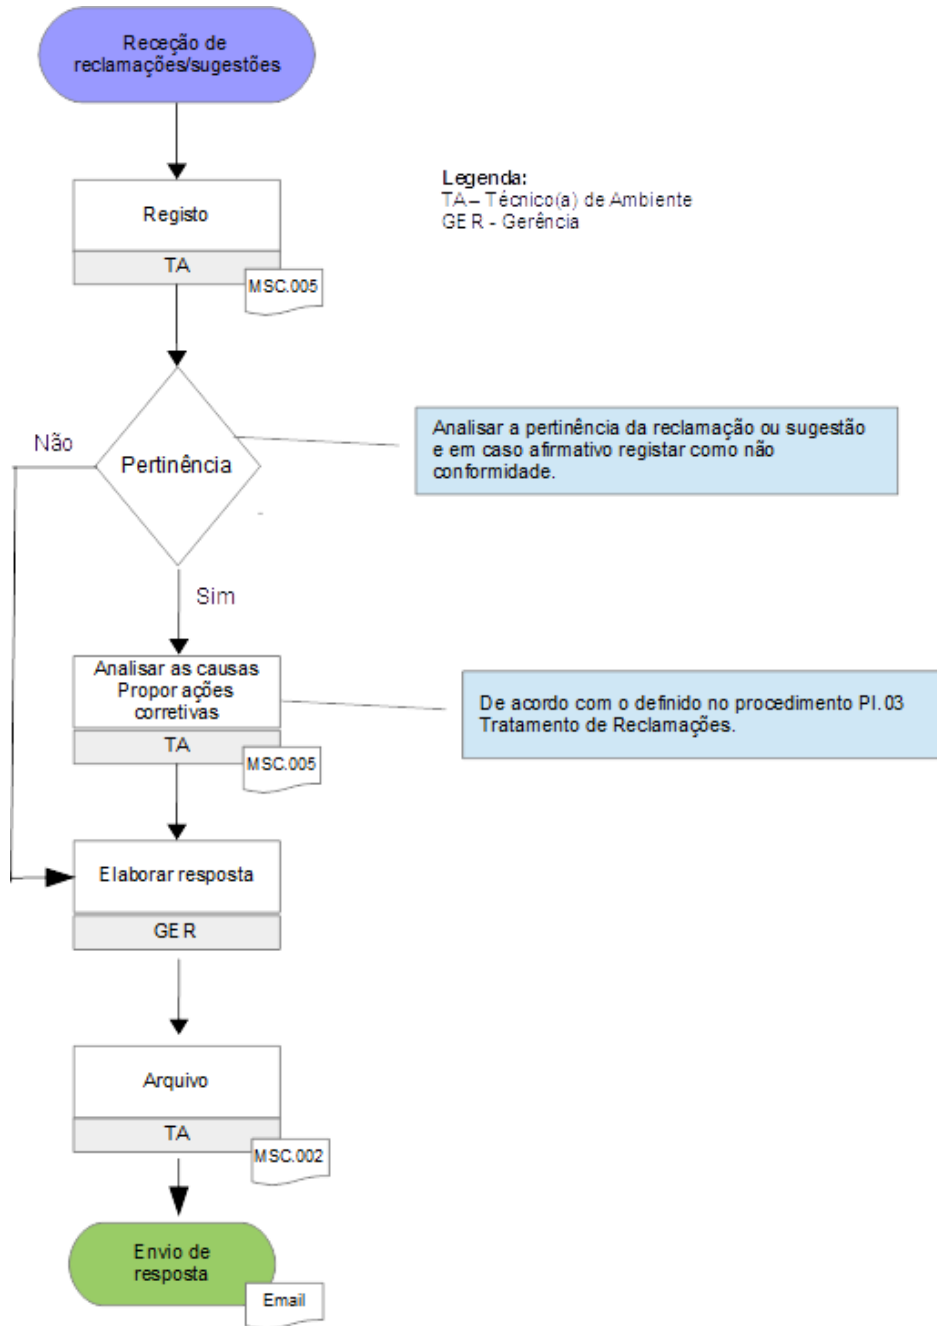 Receção de
reclamações/sugestões
Legenda:
TA – Técnico(a) de Ambiente
GER - Gerência
Registo
TA
MSC.005
Não
Pertinência
Analisar a pertinência da reclamação ou sugestão
e em caso afirmativo registar como não
conformidade.
Sim
Analisar as causas
Propor ações
corretivas
TA
MSC.005
De acordo com o definido no procedimento PI.03
Tratamento de Reclamações.
Elaborar resposta
GER
Arquivo
TA
MSC.002
Envio de
resposta
Email